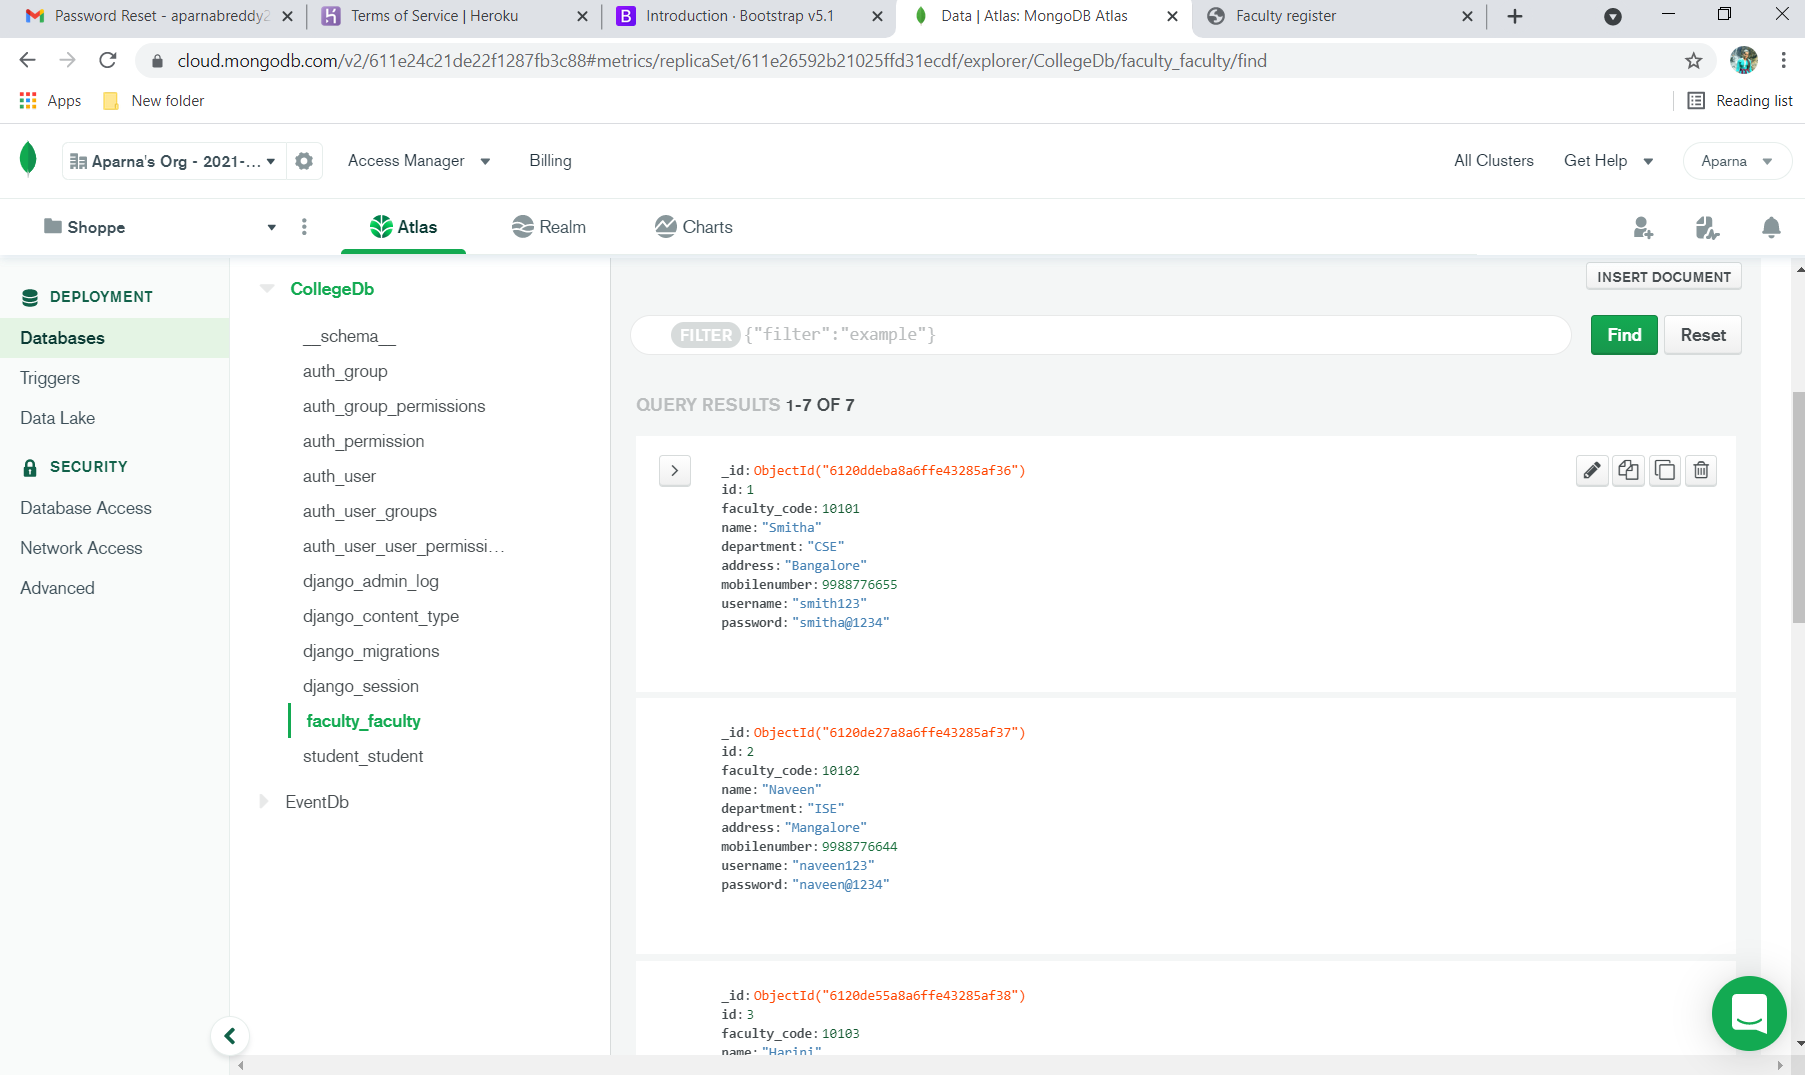 Password Reset - aparnabreddy2
Terms of Service | Heroku
B Introduction · Bootstrap v5.1
Data | Atlas: MongoDB Atlas
Faculty register
cloud.mongodb.com/v2/611e24c21de22f1287fb3c88#metrics/replicaSet/611e26592b21025ffd31ecdf/explorer/CollegeDb/faculty_faculty/find
Apps
New folder
Reading list
Aparna's Org - 2021-...
Access Manager
Billing
All Clusters
Get Help
Aparna
Shoppe
Atlas
Realm
Charts
DEPLOYMENT
Databases
Triggers
Data Lake
SECURITY
Database Access
Network Access
Advanced
CollegeDb
__schema__
auth_group
auth_group_permissions
auth_permission
auth_user
auth_user_groups
auth_user_user_permissi...
django_admin_log
django_content_type
django_migrations
django_session
faculty_faculty
student_student
EventDb
INSERT DOCUMENT
FILTER {"filter":"example"}
Find
Reset
QUERY RESULTS 1-7 OF 7
_id: ObjectId("6120ddeba8a6ffe43285af36")
id: 1
faculty_code: 10101
name: "Smitha"
department: "CSE"
address: "Bangalore"
mobilenumber: 9988776655
username: "smith123"
password: "smitha@1234"
_id: ObjectId("6120de27a8a6ffe43285af37")
id: 2
faculty_code: 10102
name: "Naveen"
department: "ISE"
address: "Mangalore"
mobilenumber: 9988776644
username: "naveen123"
password: "naveen@1234"
_id: ObjectId("6120de55a8a6ffe43285af38")
id: 3
faculty_code: 10103
name: "Harini"